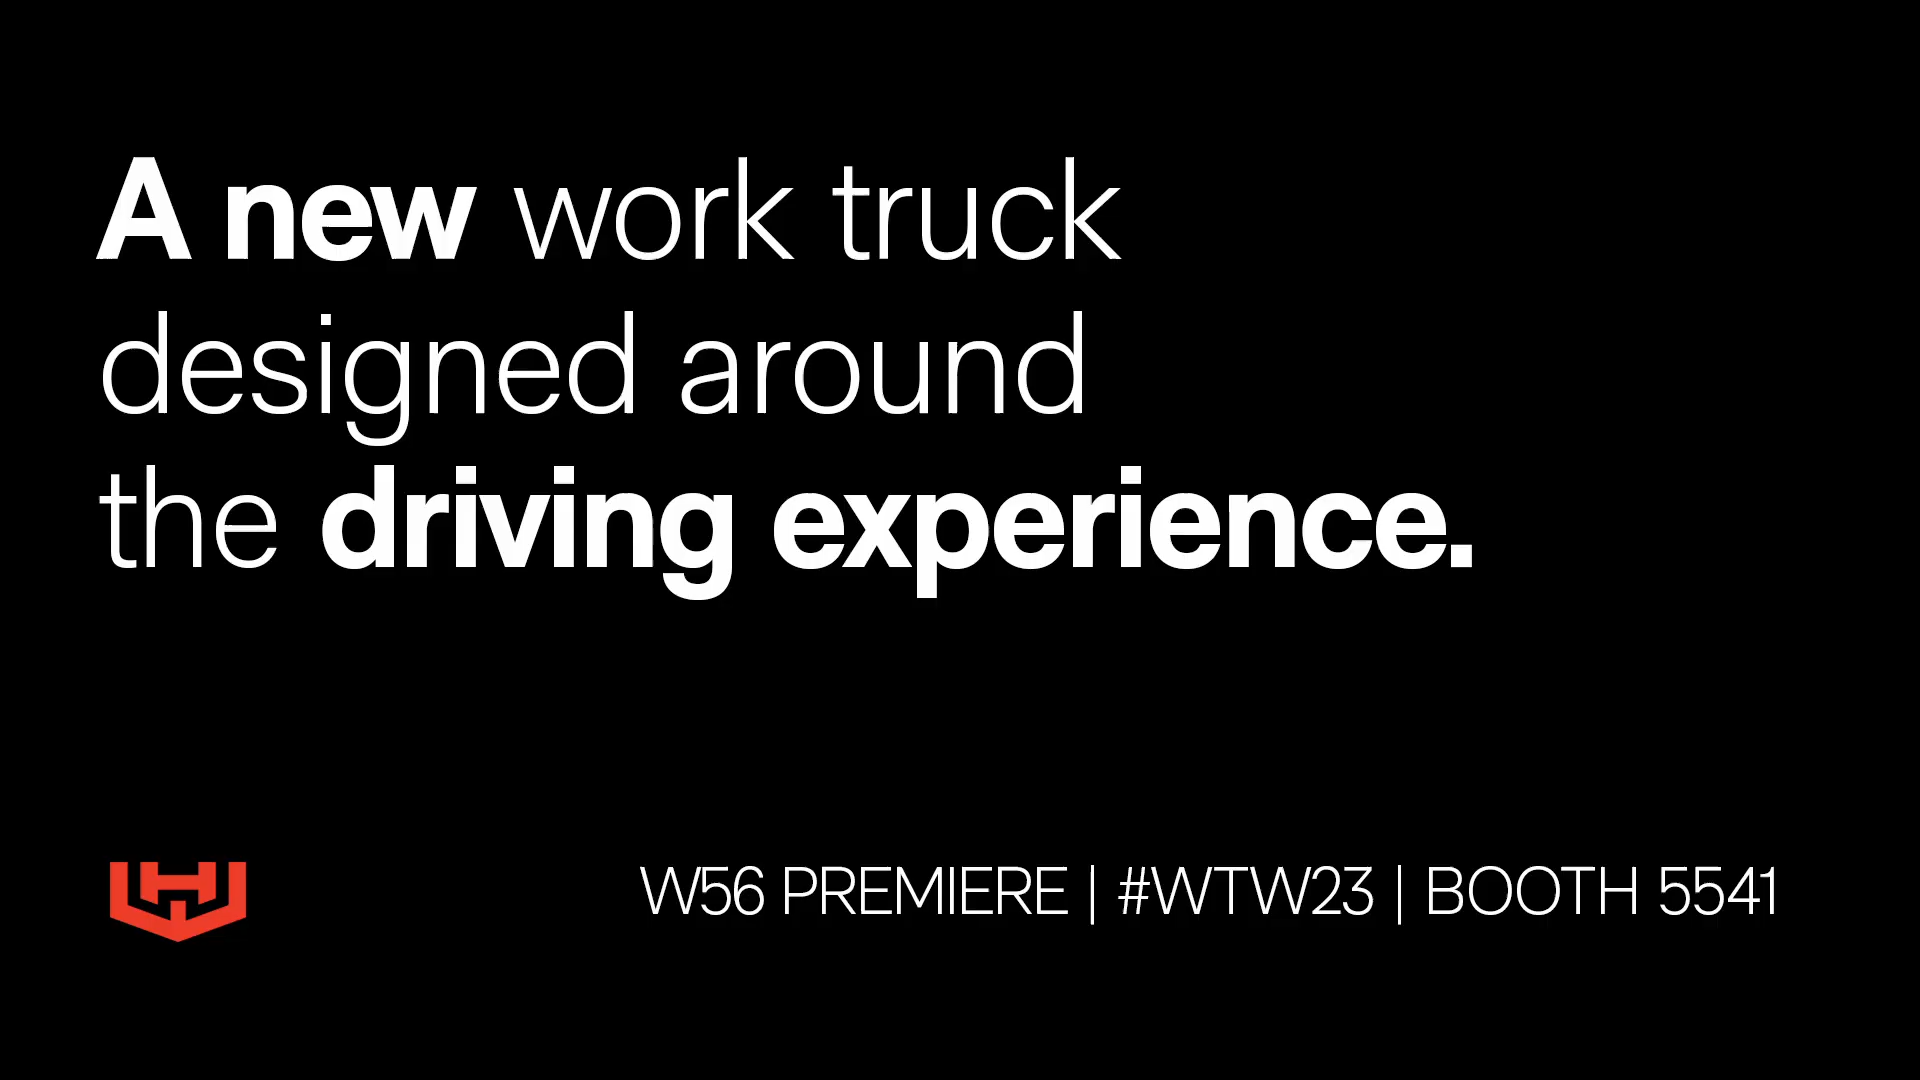 A new work truck
designed around
the driving experience.
W56 PREMIERE | #WTW23 | BOOTH 5541